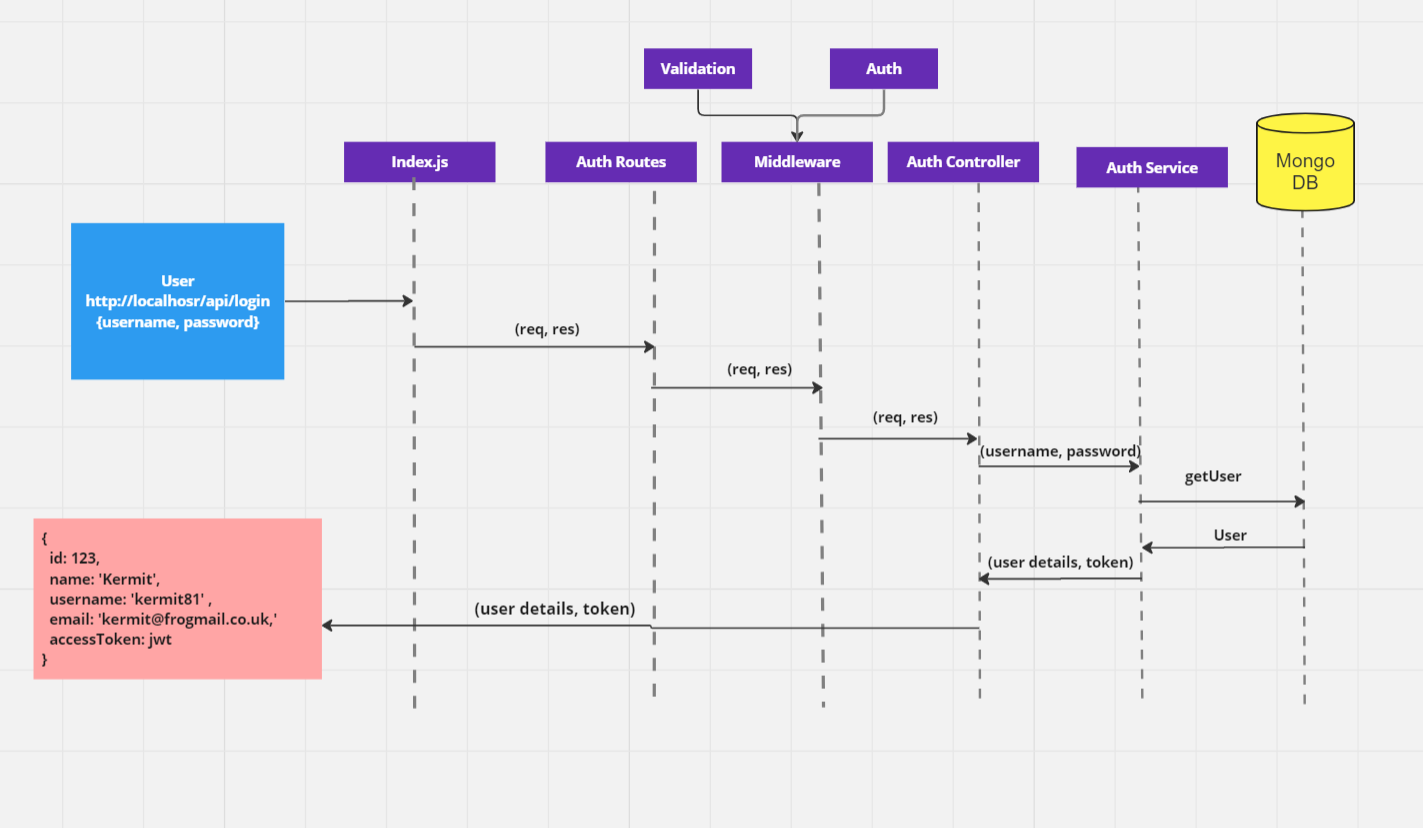 Validation
Auth
Index.js
Auth Routes
Middleware
Auth Controller
Auth Service
Mongo
DB
User
http://localhosr/api/login
{username, password}
(req, res)
(req, res)
(req, res)
(username, password)
getUser
User
(user details, token)
(user details, token)
{
id: 123,
name: 'Kermit',
username: 'kermit81' ,
email: 'kermit@frogmail.co.uk,'
accessToken: jwt
}